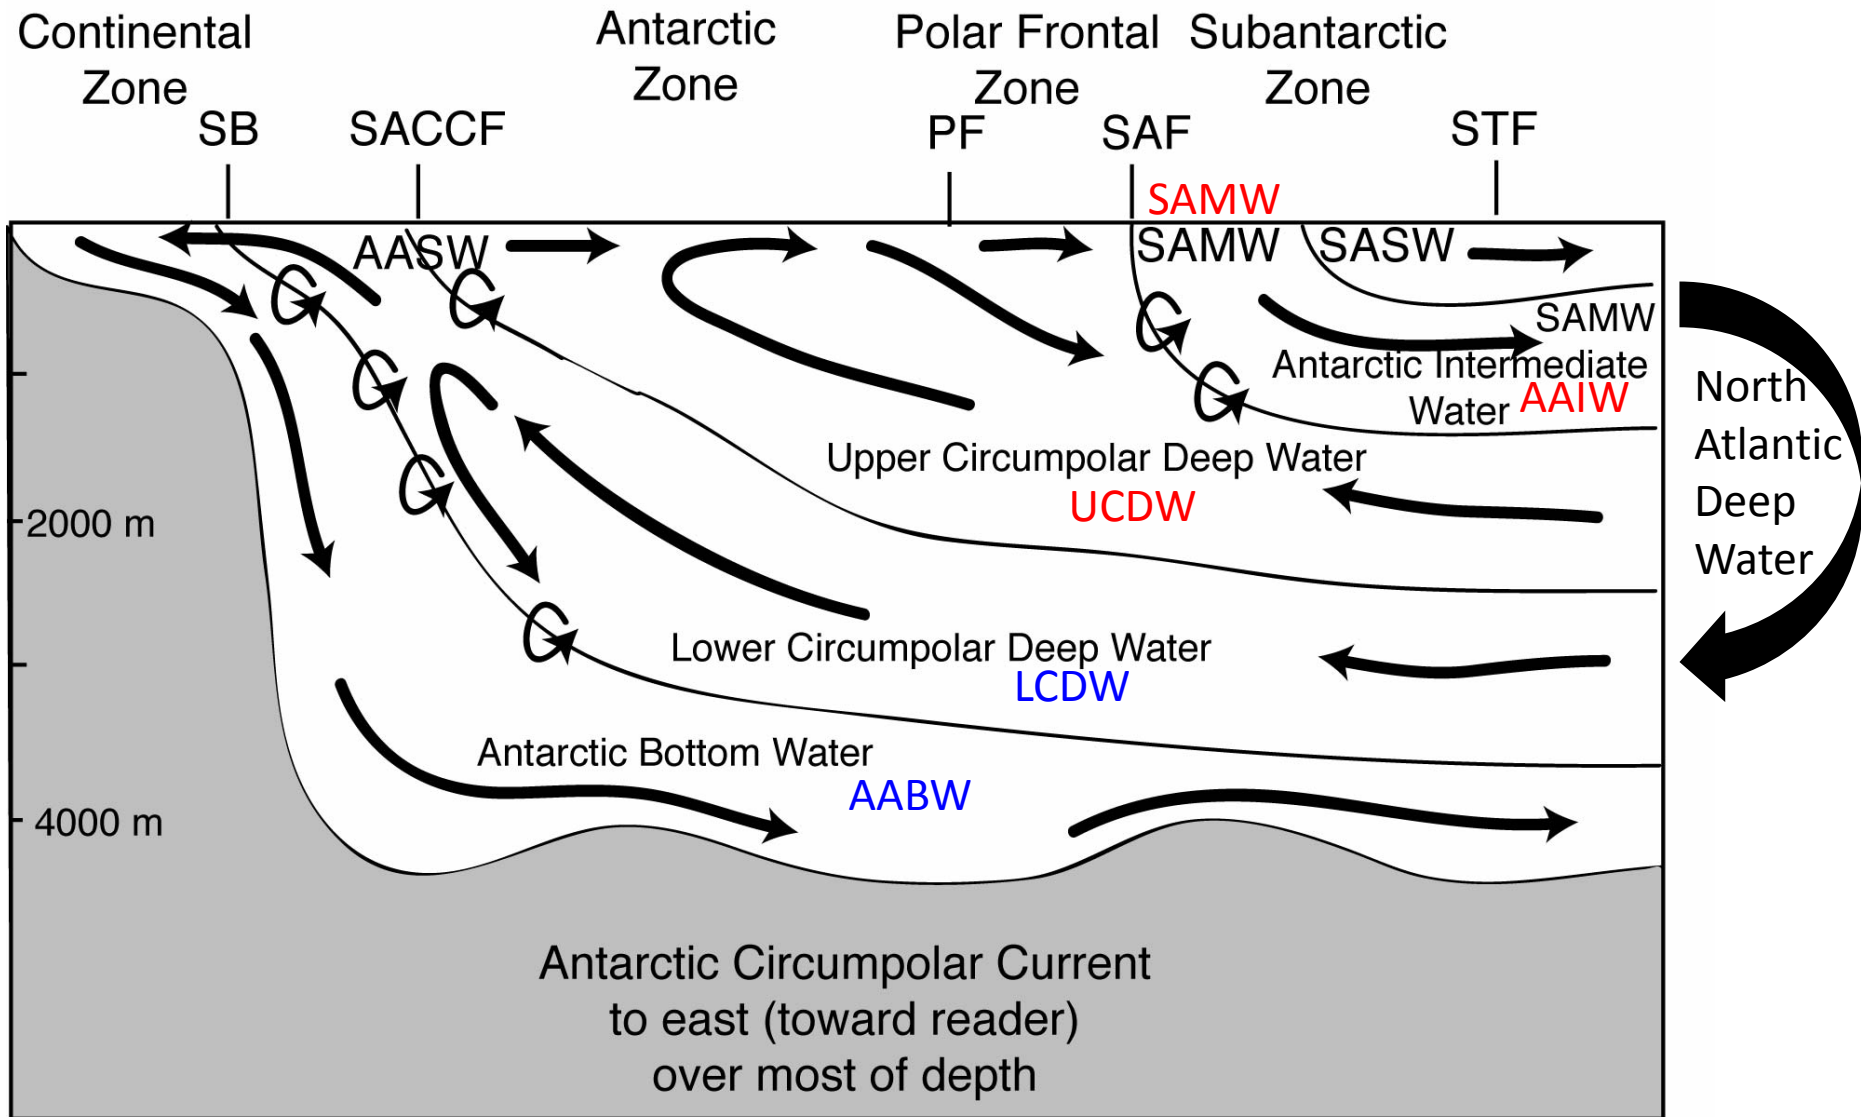 Continental
Zone
Antarctic
Zone
Polar Frontal
Zone
Subantarctic
Zone
SB
SACCF
PF
SAF
STF
SAMW
AASW
SAMW
SASW
SAMW
Antarctic Intermediate
Water AAIW
Upper Circumpolar Deep Water
UCDW
North
Atlantic
Deep
Water
2000 m
Lower Circumpolar Deep Water
LCDW
Antarctic Bottom Water
AABW
4000 m
Antarctic Circumpolar Current
to east (toward reader)
over most of depth